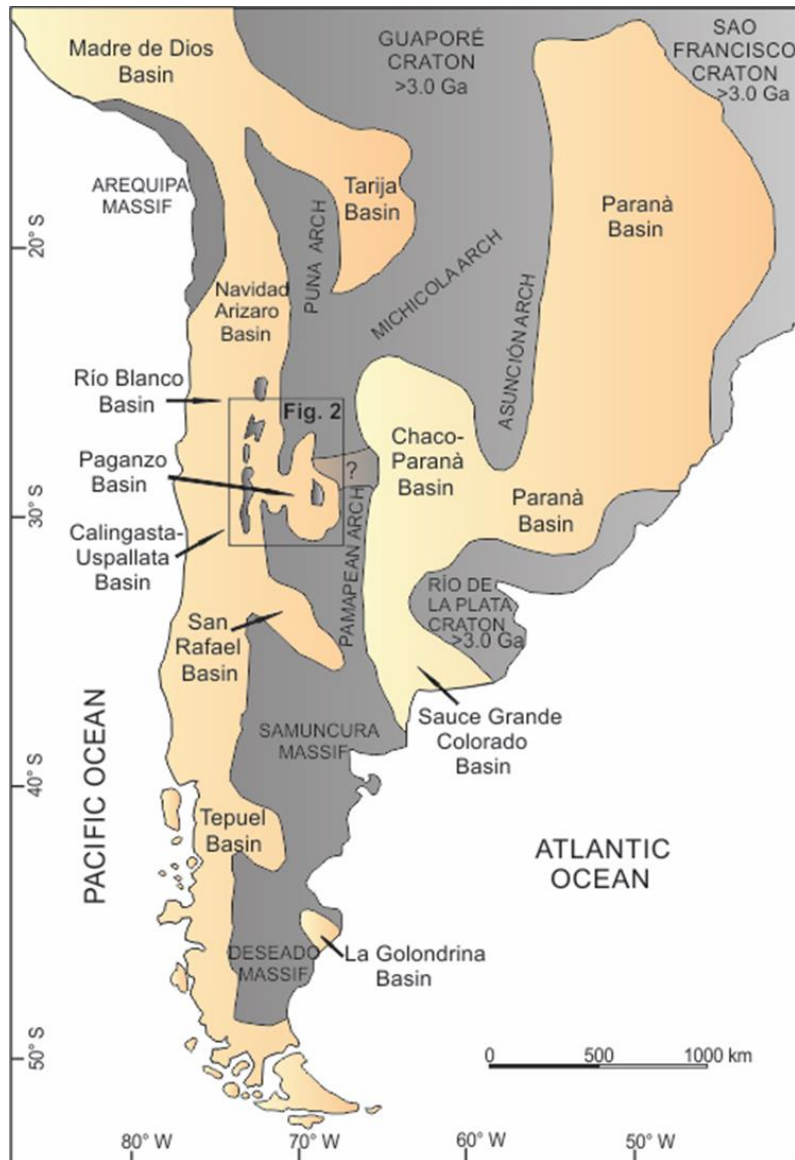 Madre de Dios
Basin
GUAPORÉ
CRATON
>3.0 Ga
SAO
FRANCISCO
CRATON
>3.0 Ga
AREQUIPA
MASSIF
Tarija
Basin
Paranà
Basin
PUNA ARCH
MICHICOLA ARCH
ASUNCIÓN ARCH
20° S
Navidad
Arizaro
Basin
Río Blanco
Basin
Fig. 2
Chaco-
Paranà
Basin
Paganzo
Basin
?
Paranà
Basin
30° S
Calingasta-
Uspallata
Basin
PAMAPEAN ARCH
RÍO DE
LA PLATA
CRATON
>3.0 Ga
San
Rafael
Basin
Sauce Grande
Colorado
Basin
SAMUNCURA
MASSIF
PACIFIC OCEAN
40° S
Tepuel
Basin
ATLANTIC
OCEAN
DESEADO
MASSIF
La Golondrina
Basin
50° S
0 500 1000 km
80° W 70° W 60° W 50° W